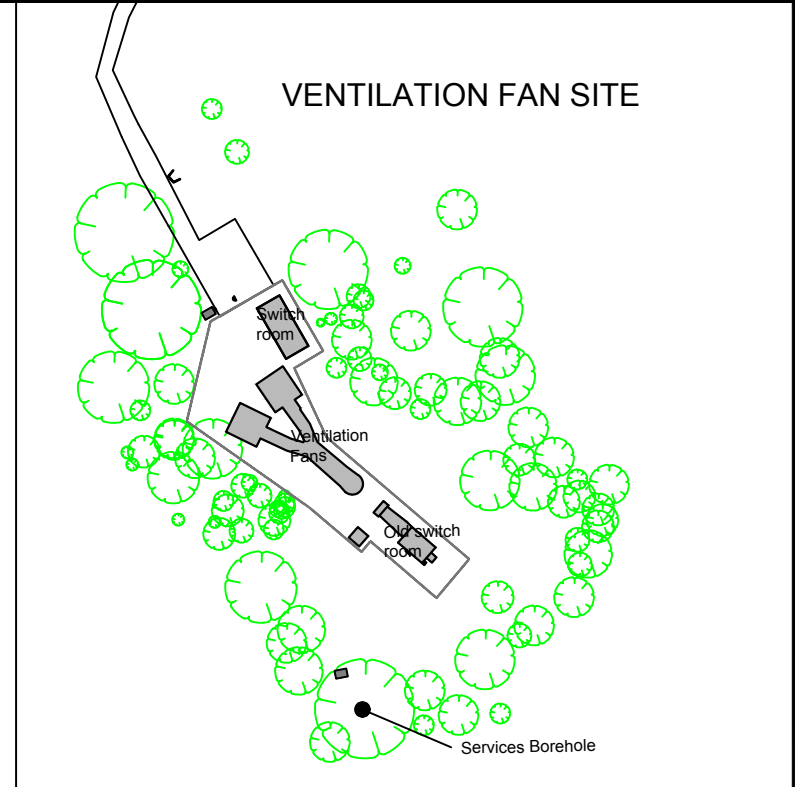 VENTILATION FAN SITE
Switch
room
Ventilation
Fans
Old switch
room
Services Borehole